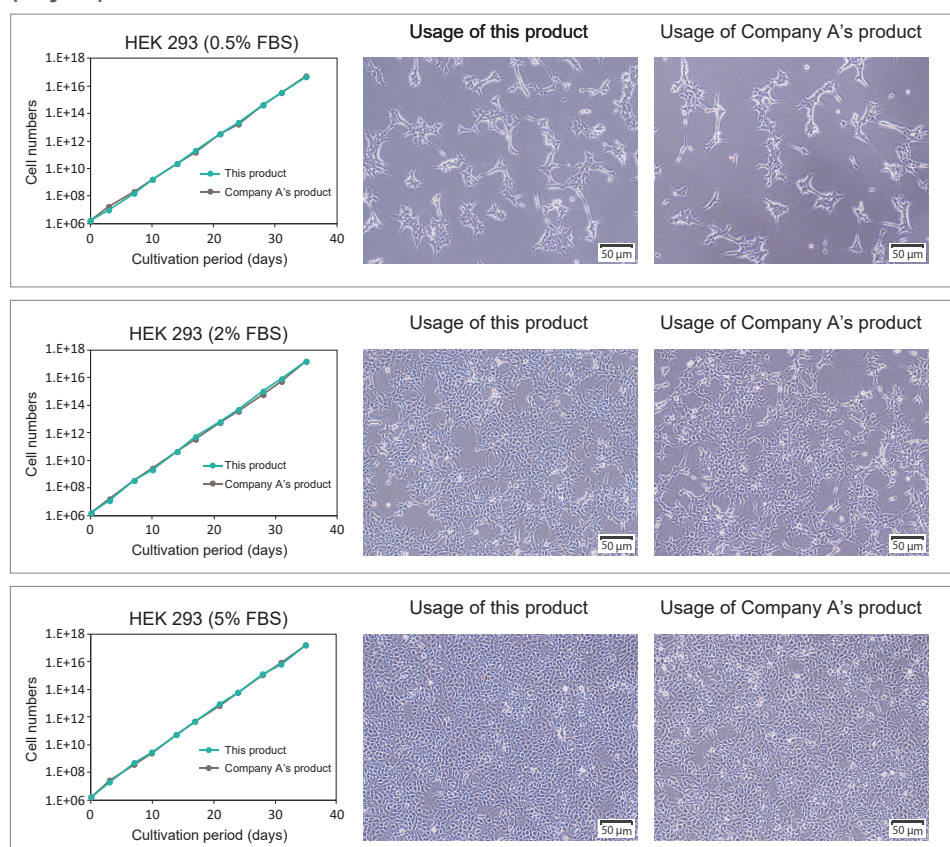 HEK 293 (0.5% FBS)
Usage of this product
Usage of Company A's product
Cell numbers
1.E+18
1.E+16
1.E+14
1.E+12
1.E+10
1.E+08
1.E+06
0
10
20
30
40
Cultivation period (days)
This product
Company A's product
50 µm
50 µm
HEK 293 (2% FBS)
Usage of this product
Usage of Company A's product
Cell numbers
1.E+18
1.E+16
1.E+14
1.E+12
1.E+10
1.E+08
1.E+06
0
10
20
30
40
Cultivation period (days)
This product
Company A's product
50 µm
50 µm
HEK 293 (5% FBS)
Usage of this product
Usage of Company A's product
Cell numbers
1.E+18
1.E+16
1.E+14
1.E+12
1.E+10
1.E+08
1.E+06
0
10
20
30
40
Cultivation period (days)
This product
Company A's product
50 µm
50 µm